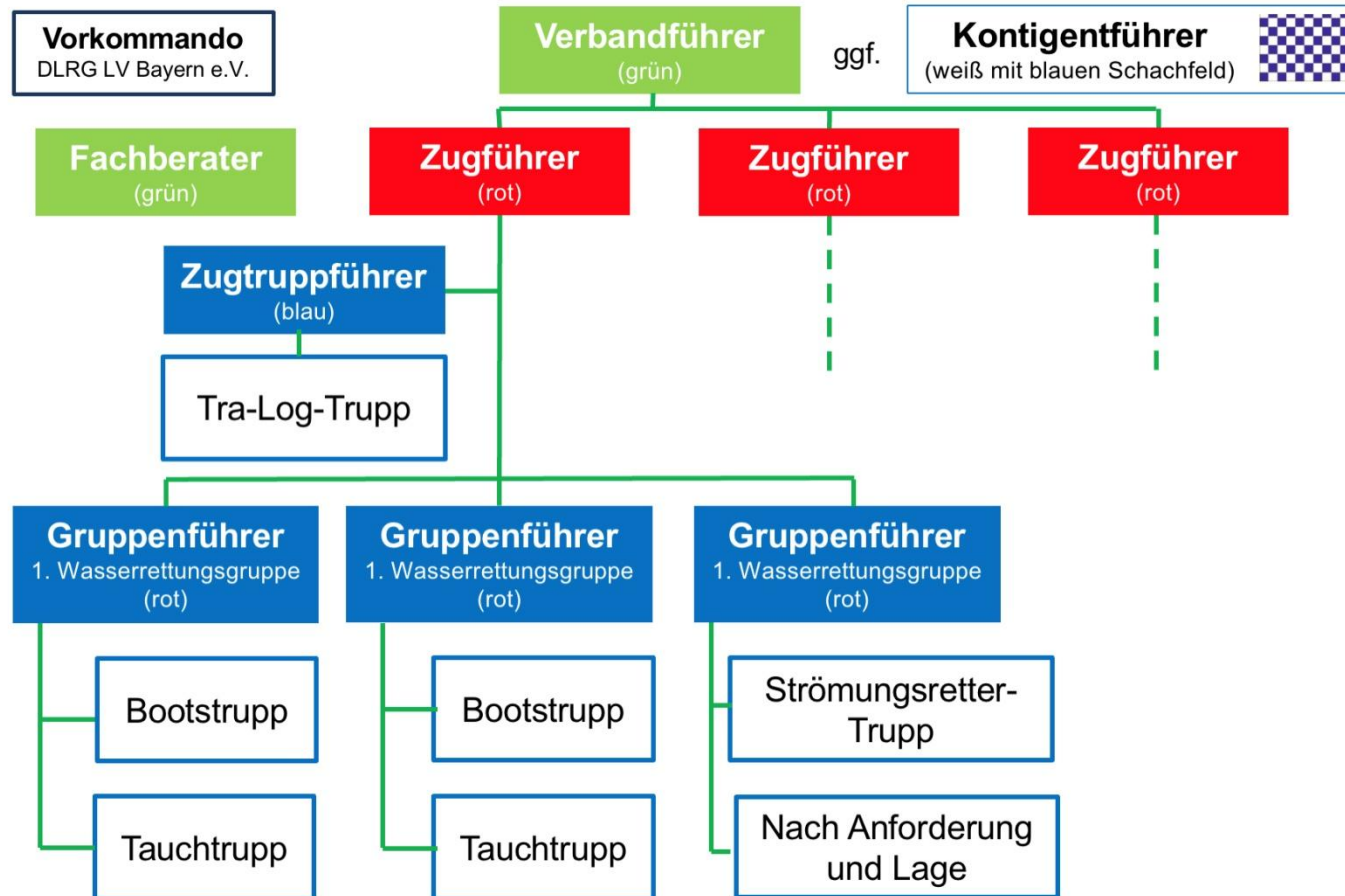 Vorkommando
DLRG LV Bayern e.V.
Verbandführer
(grün)
ggf.
Kontigentführer
(weiß mit blauen Schachfeld)
Fachberater
(grün)
Zugführer
(rot)
Zugführer
(rot)
Zugführer
(rot)
Zugtruppführer
(blau)
Tra-Log-Trupp
Gruppenführer
1. Wasserrettungsgruppe
(rot)
Gruppenführer
1. Wasserrettungsgruppe
(rot)
Gruppenführer
1. Wasserrettungsgruppe
(rot)
Bootstrupp
Bootstrupp
Strömungsretter-
Trupp
Tauchtrupp
Tauchtrupp
Nach Anforderung
und Lage